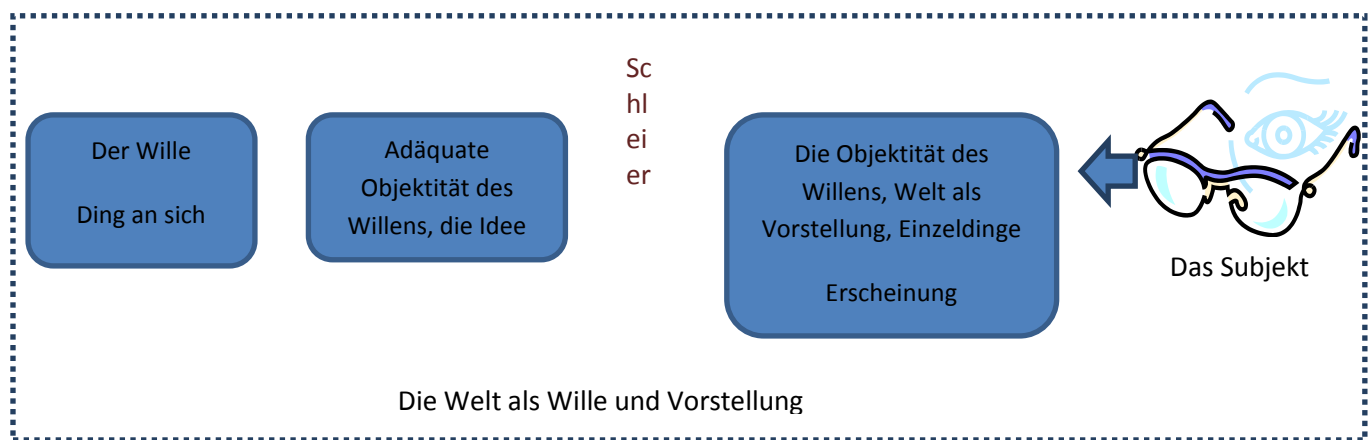 Der Wille
Ding an sich
Adäquate
Objektität des
Willens, die Idee
Sc
hl
ei
er
Die Objektität des
Willens, Welt als
Vorstellung, Einzeldinge
Erscheinung
Das Subjekt
Die Welt als Wille und Vorstellung